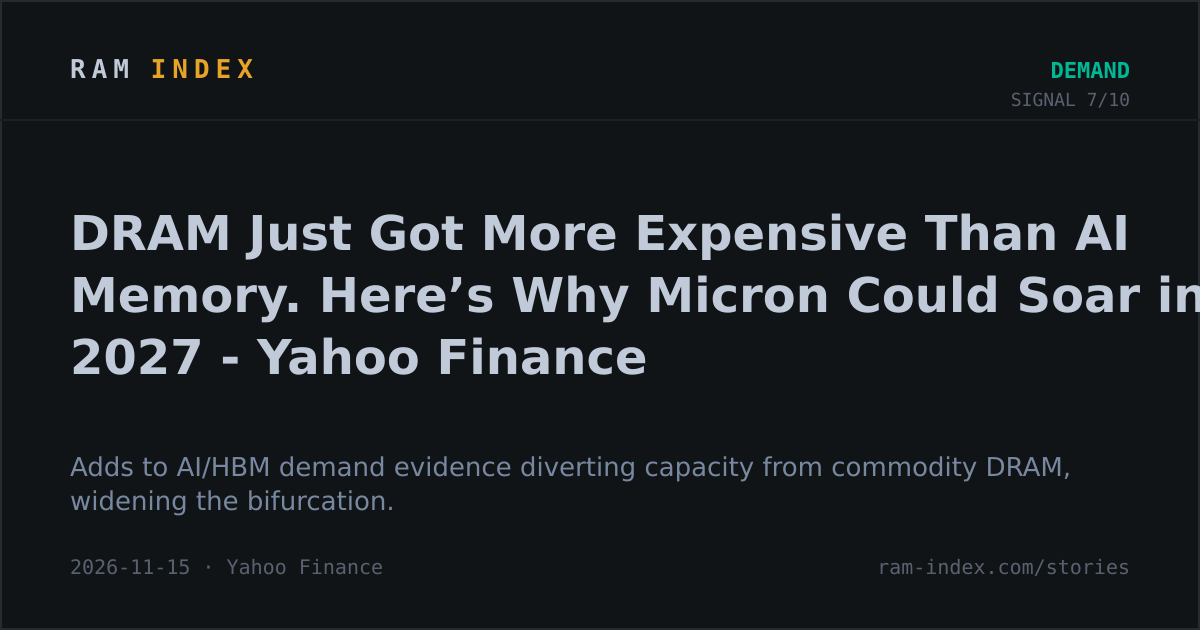 RAM INDEX
DEMAND
SIGNAL 7/10
DRAM Just Got More Expensive Than AI
Memory. Here’s Why Micron Could Soar in
2027 - Yahoo Finance
Adds to AI/HBM demand evidence diverting capacity from commodity DRAM,
widening the bifurcation.
2026-11-15 · Yahoo Finance
ram-index.com/stories